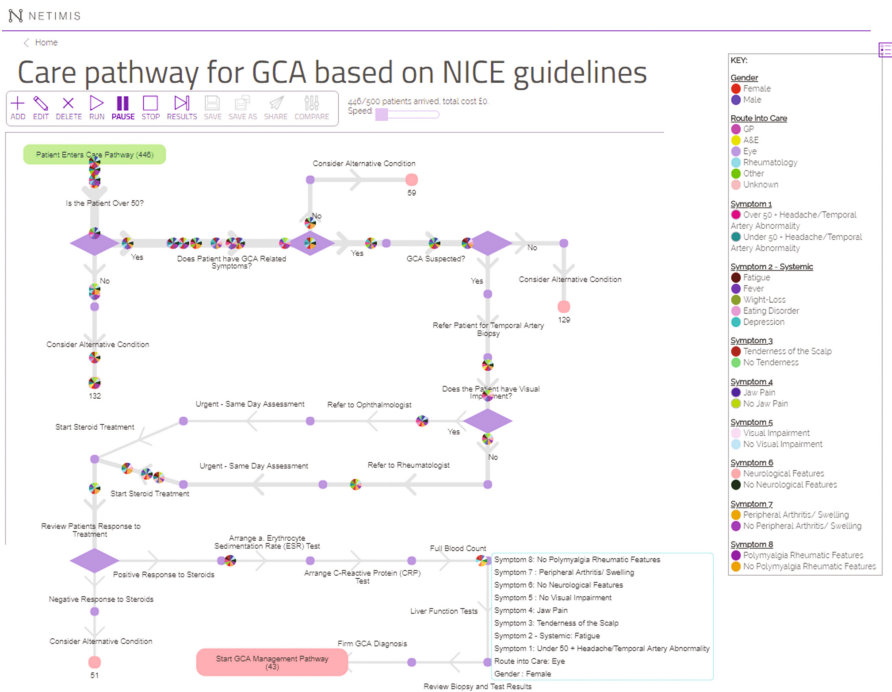 NETIMIS
Home
Care pathway for GCA based on NICE guidelines
ADD EDIT DELETE RUN PAUSE STOP RESULTS SAVE SAVE AS SHARE COMPARE
446/500 patients arrived, total cost £0
Speed:
Patient Enters Care Pathway (446)
Is the Patient Over 50?
Consider Alternative Condition
59
No
Yes
Does Patient have GCA Related
Symptoms?
Yes
GCA Suspected?
No
Consider Alternative Condition
129
No
Consider Alternative Condition
132
Yes
Refer Patient for Temporal Artery
Biopsy
Does the Patient have Visual
Impairment?
Yes
No
Refer to Ophthalmologist
Urgent - Same Day Assessment
Start Steroid Treatment
Refer to Rheumatologist
Urgent - Same Day Assessment
Start Steroid Treatment
Review Patients Response to
Treatment
Positive Response to Steroids
Negative Response to Steroids
Consider Alternative Condition
51
Arrange a. Erythrocyte
Sedimentation Rate (ESR) Test
Arrange C-Reactive Protein (CRP)
Test
Full Blood Count
Liver Function Tests
Review Biopsy and Test Results
Firm GCA Diagnosis
Start GCA Management Pathway
(43)
Symptom 8: No Polymyalgia Rheumatic Features
Symptom 7 : Peripheral Arthritis/ Swelling
Symptom 6: No Neurological Features
Symptom 5 : No Visual Impairment
Symptom 4: Jaw Pain
Symptom 3: Tenderness of the Scalp
Symptom 2 - Systemic: Fatigue
Symptom 1: Under 50 + Headache/Temporal Artery Abnormality
Route into Care: Eye
Gender : Female
KEY:
Gender
Female
Male
Route into Care
GP
A&E
Eye
Rheumatology
Other
Unknown
Symptom 1
Over 50 + Headache/Temporal
Artery Abnormality
Under 50 + Headache/Temporal
Artery Abnormality
Symptom 2 - Systemic
Fatigue
Fever
Wight-Loss
Eating Disorder
Depression
Symptom 3
Tenderness of the Scalp
No Tenderness
Symptom 4
Jaw Pain
No Jaw Pain
Symptom 5
Visual Impairment
No Visual Impairment
Symptom 6
Neurological Features
No Neurological Features
Symptom 7
Peripheral Arthritis/ Swelling
No Peripheral Arthritis/ Swelling
Symptom 8
Polymyalgia Rheumatic Features
No Polymyalgia Rheumatic Features